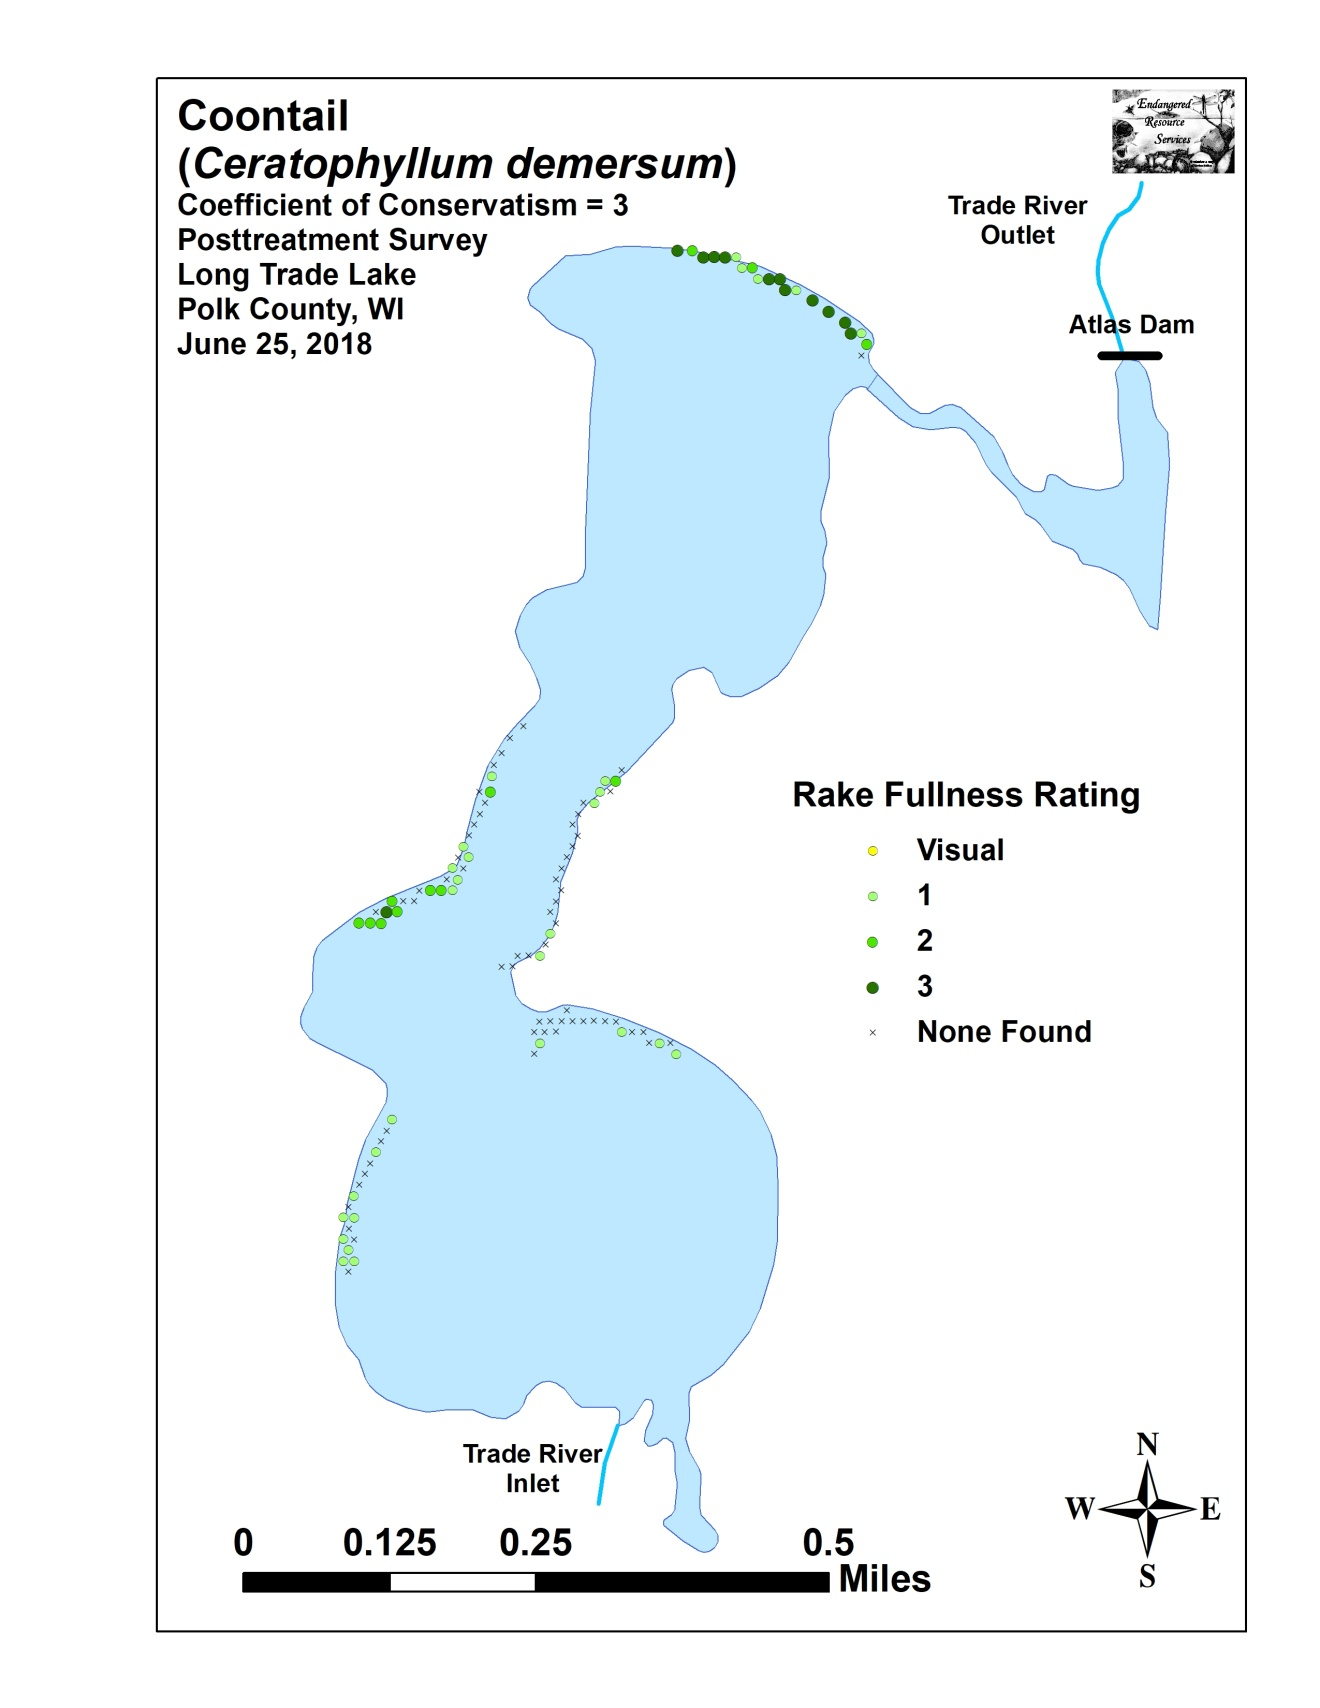 Coontail
(Ceratophyllum demersum)
Coefficient of Conservatism = 3
Posttreatment Survey
Long Trade Lake
Polk County, WI
June 25, 2018
Endangered
Resource
Services
Trade River
Outlet
Atlas Dam
Rake Fullness Rating
Visual
1
2
3
None Found
Trade River
Inlet
N
W E
S
0 0.125 0.25 0.5
Miles